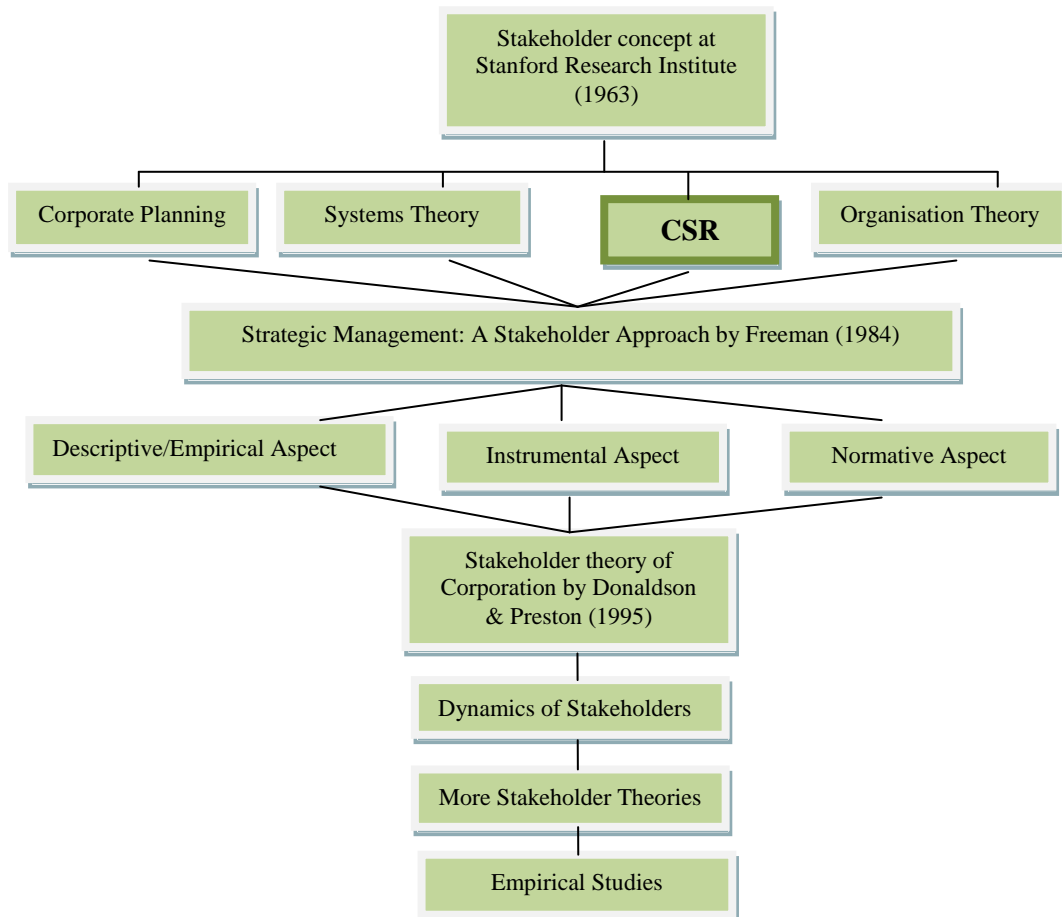 Stakeholder concept at
Stanford Research Institute
(1963)
Corporate Planning
Systems Theory
CSR
Organisation Theory
Strategic Management: A Stakeholder Approach by Freeman (1984)
Descriptive/Empirical Aspect
Instrumental Aspect
Normative Aspect
Stakeholder theory of
Corporation by Donaldson
& Preston (1995)
Dynamics of Stakeholders
More Stakeholder Theories
Empirical Studies